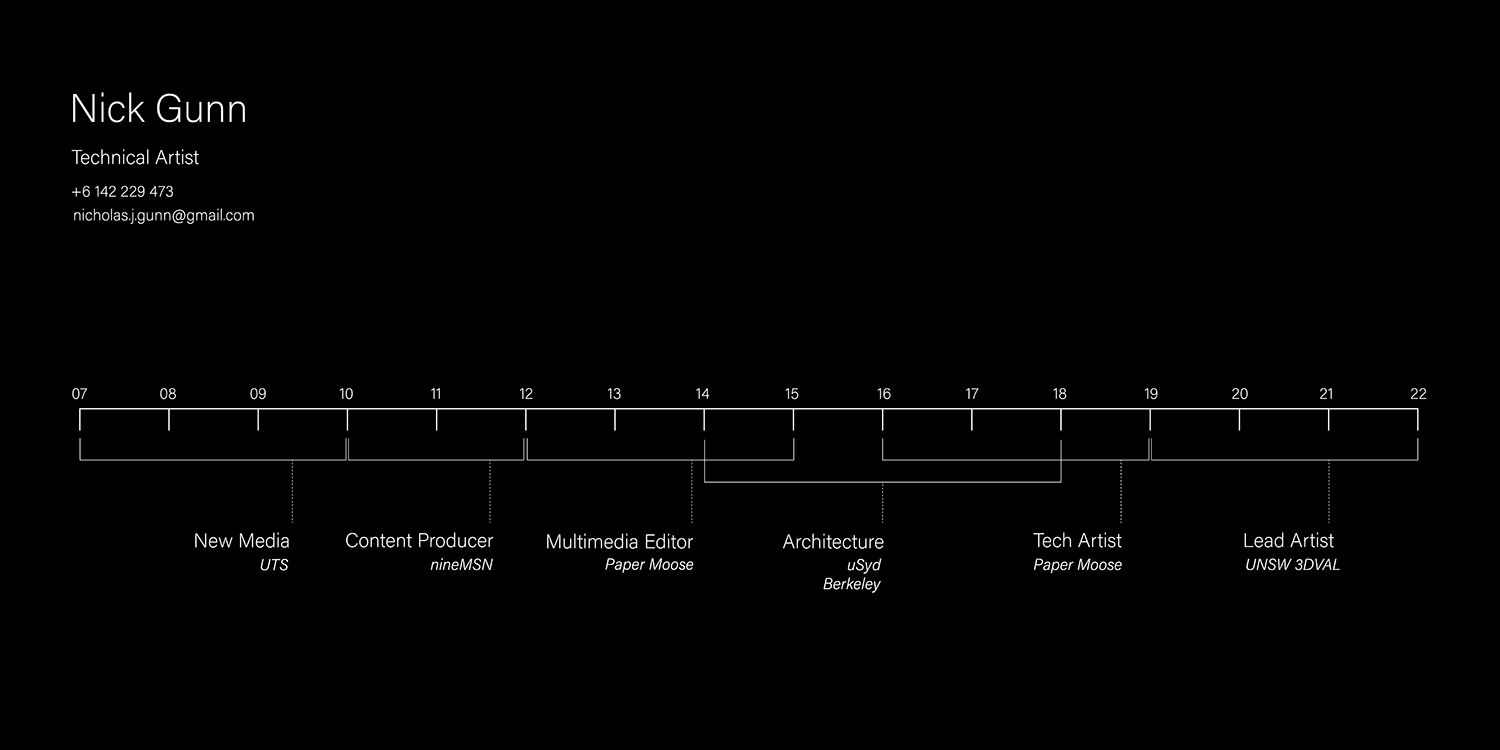 Nick Gunn
Technical Artist
+6 142 229 473
nicholas.j.gunn@gmail.com
07 08 09 10 11 12 13 14 15 16 17 18 19 20 21 22
New Media Content Producer Multimedia Editor Architecture Tech Artist Lead Artist
UTS nineMSN Paper Moose uSyd Paper Moose UNSW 3DVAL
Berkeley